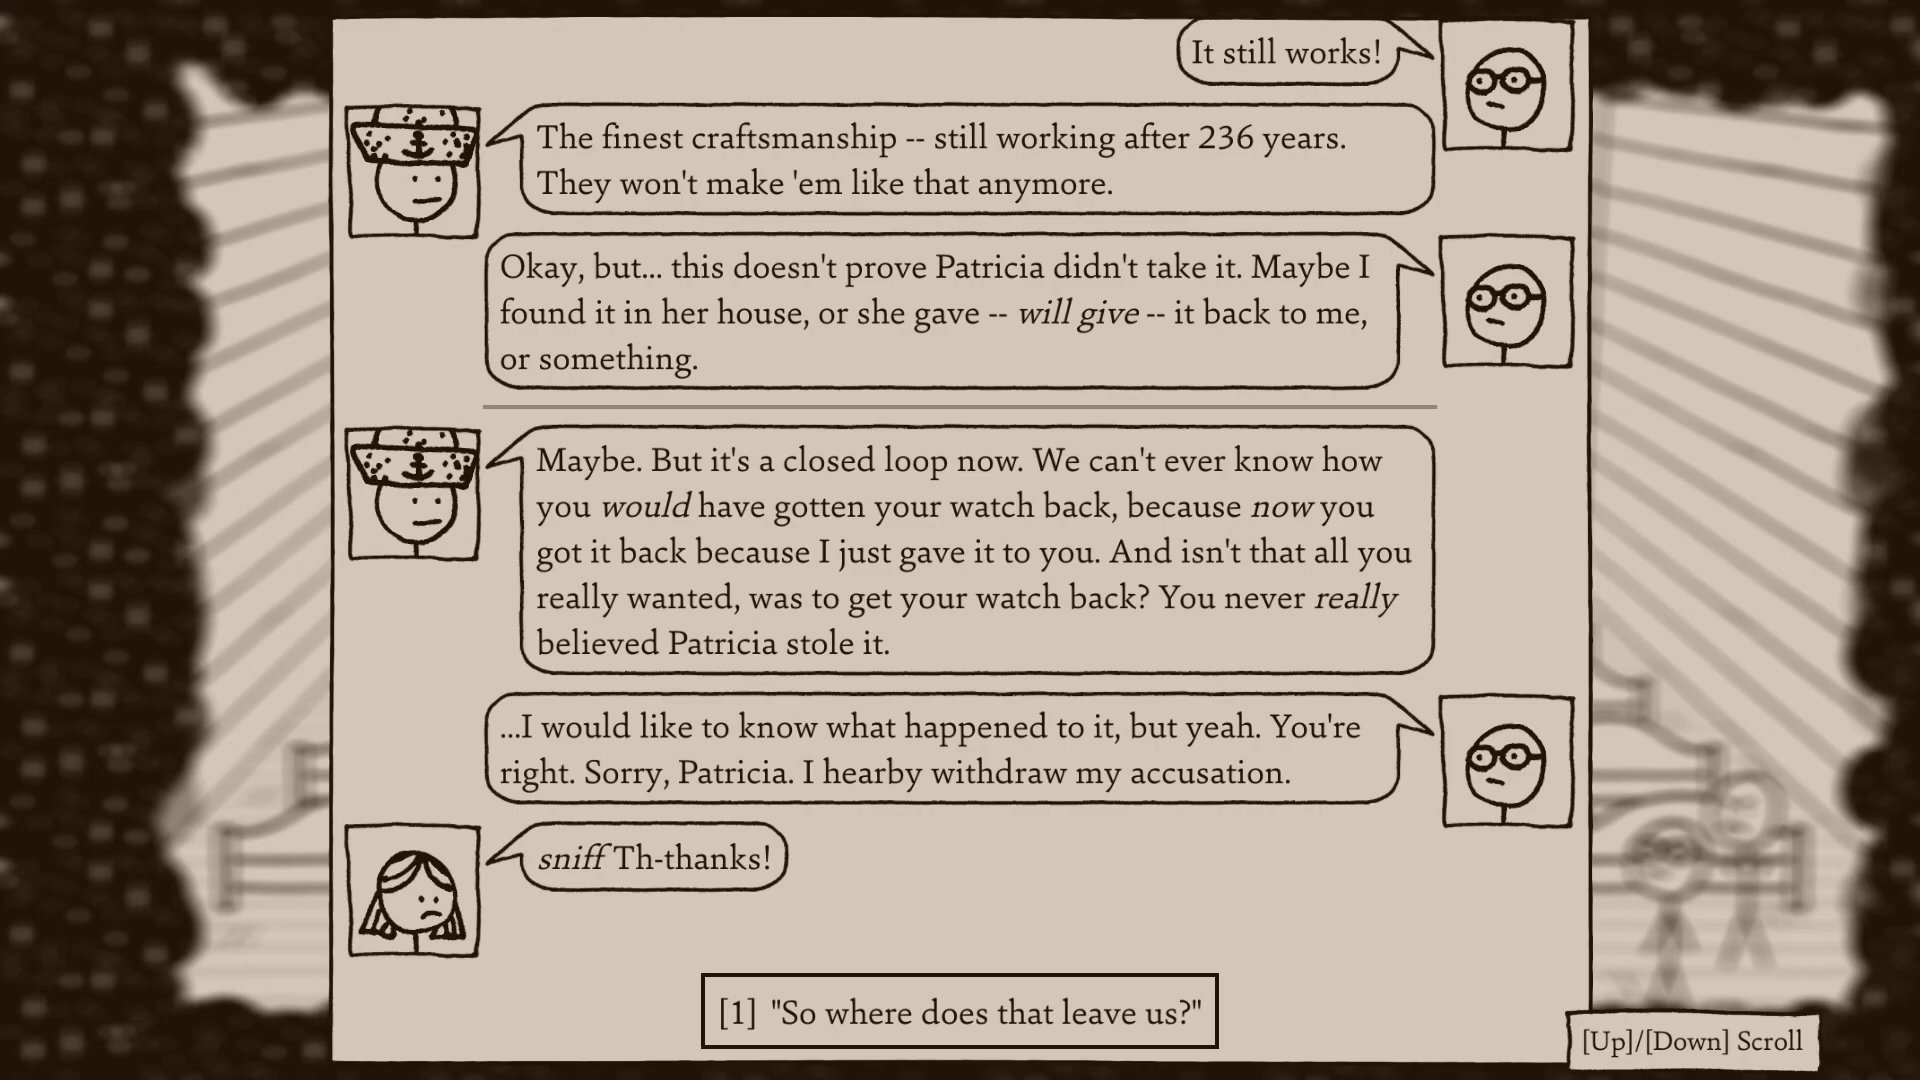 It still works!
The finest craftsmanship -- still working after 236 years.
They won't make 'em like that anymore.
Okay, but... this doesn't prove Patricia didn't take it. Maybe I
found it in her house, or she gave -- will give -- it back to me,
or something.
Maybe. But it's a closed loop now. We can't ever know how
you would have gotten your watch back, because now you
got it back because I just gave it to you. And isn't that all you
really wanted, was to get your watch back? You never really
believed Patricia stole it.
...I would like to know what happened to it, but yeah. You're
right. Sorry, Patricia. I hearby withdraw my accusation.
sniff Th-thanks!
[1] "So where does that leave us?"
[Up]/[Down] Scroll